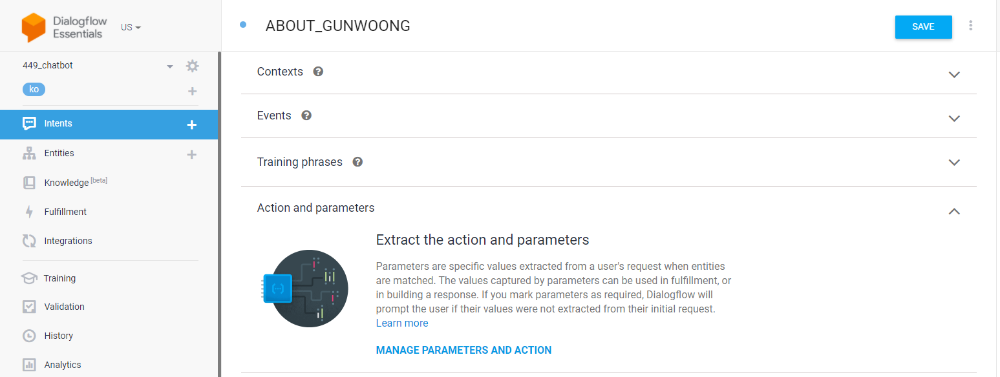 Dialogflow
Essentials
US
449_chatbot
ko
Intents
Entities
Knowledge [beta]
Fulfillment
Integrations
Training
Validation
History
Analytics
ABOUT_GUNWOONG
SAVE
Contexts
Events
Training phrases
Action and parameters
Extract the action and parameters
Parameters are specific values extracted from a user's request when entities
are matched. The values captured by parameters can be used in fulfillment, or
in building a response. If you mark parameters as required, Dialogflow will
prompt the user if their values were not extracted from their initial request.
Learn more
MANAGE PARAMETERS AND ACTION